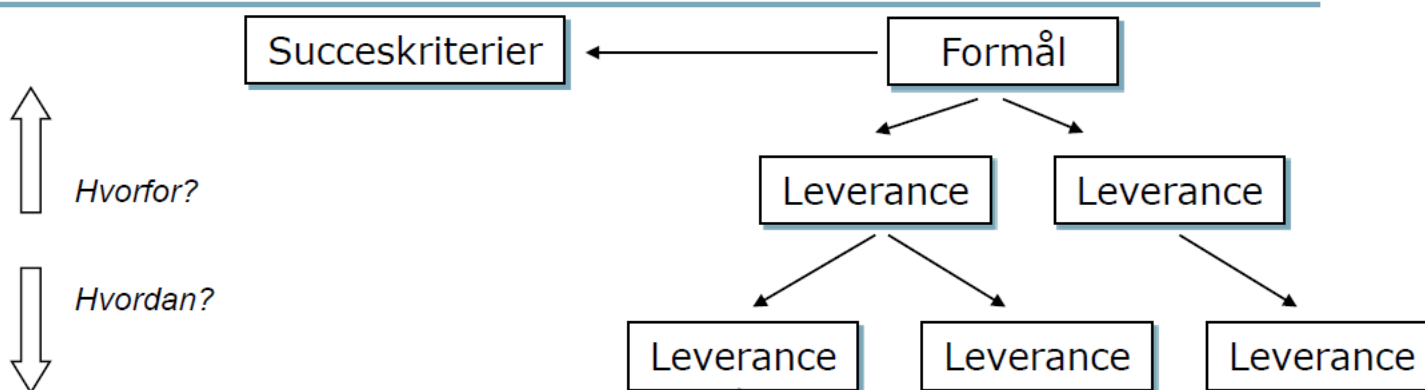 Succeskriterier
Formål
Hvorfor?
Leverance
Leverance
Hvordan?
Leverance
Leverance
Leverance